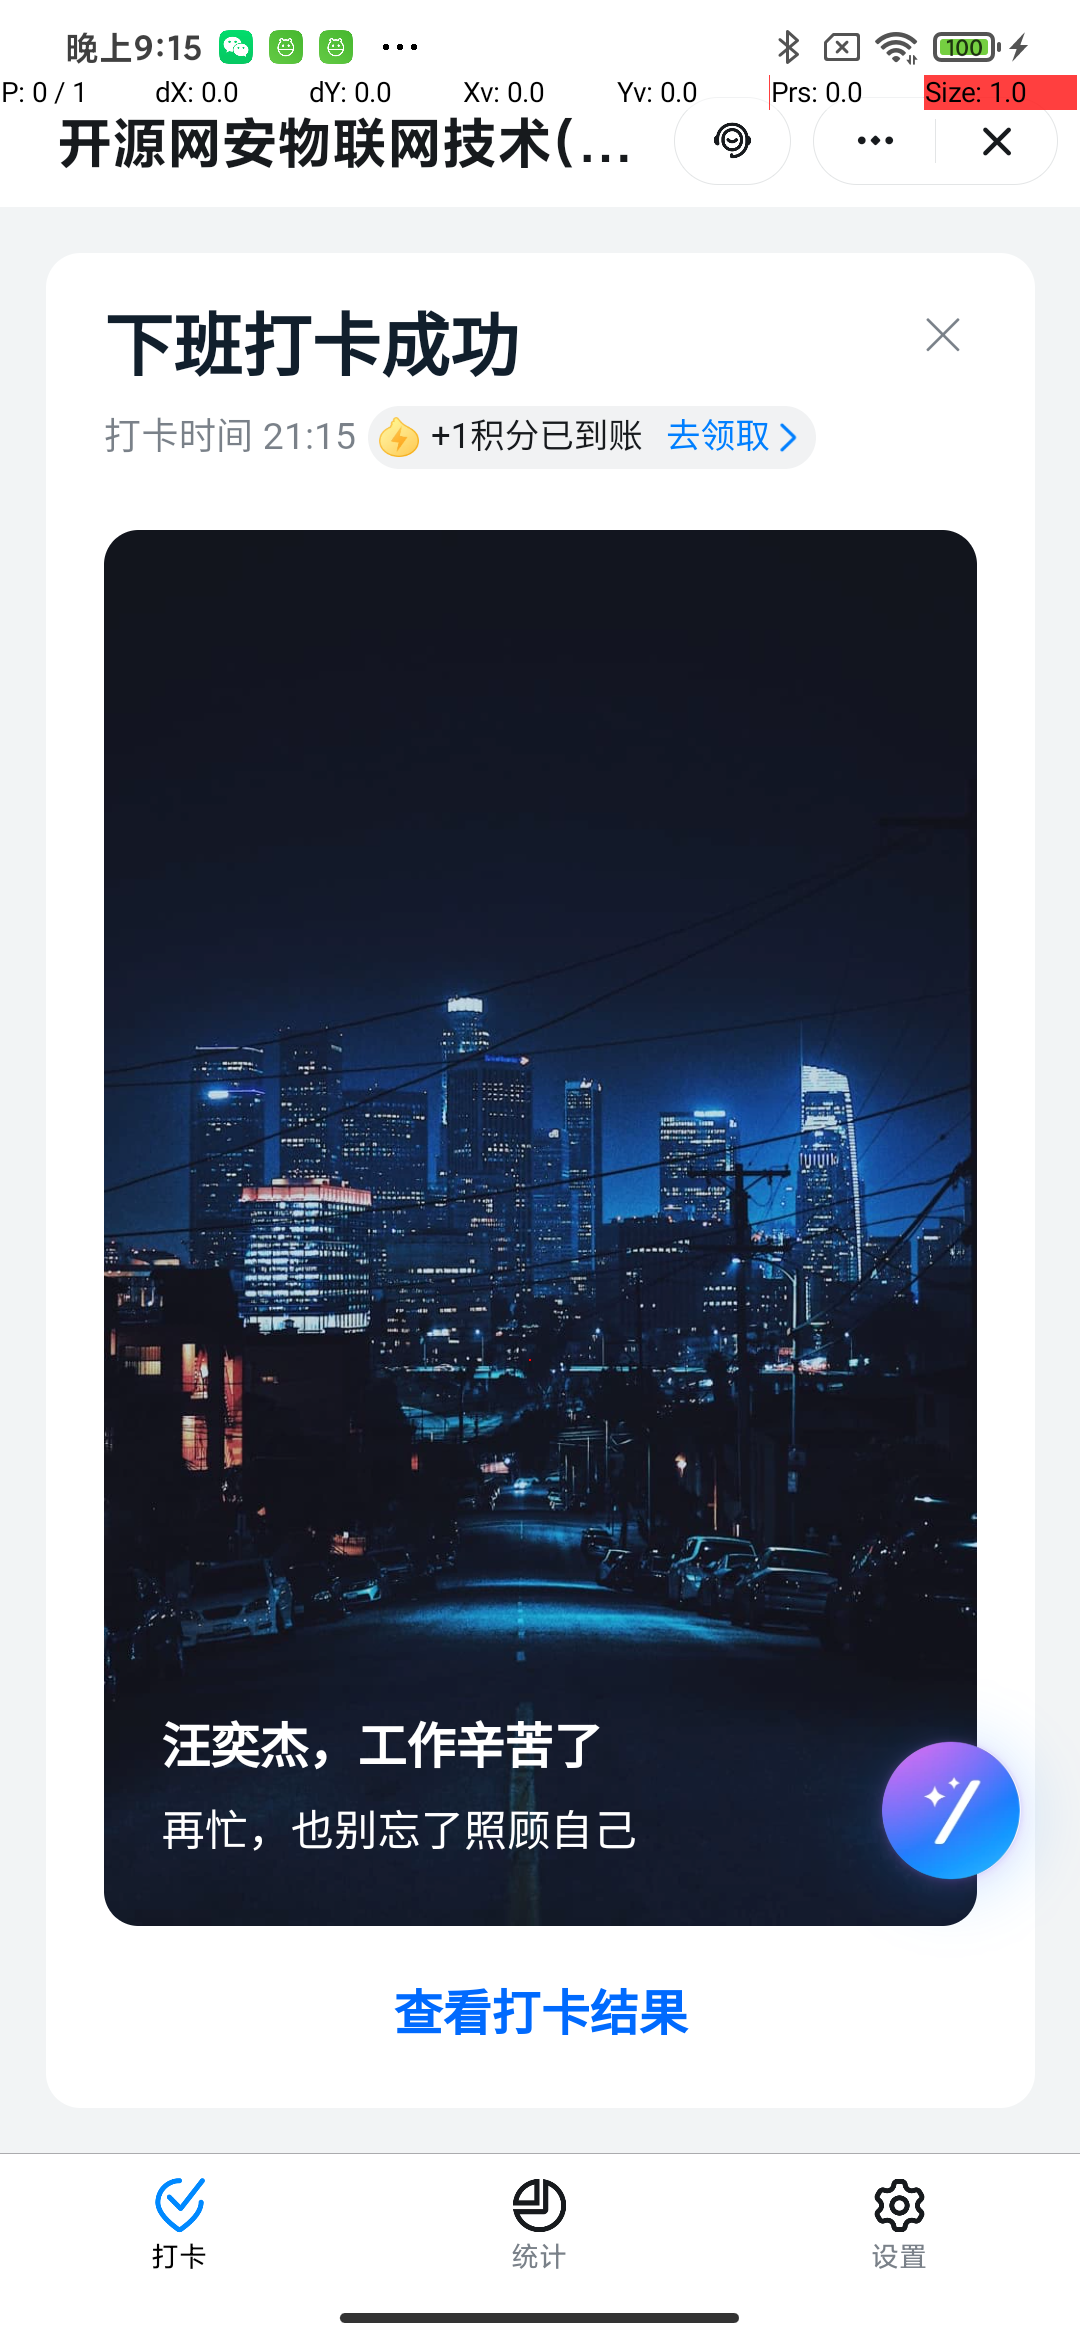 晚上9:15
100
P: 0 / 1 dX: 0.0 dY: 0.0 Xv: 0.0 Yv: 0.0 Prs: 0.0 Size: 1.0
开源网安物联网技术(...
下班打卡成功
打卡时间 21:15 +1积分已到账 去领取
汪奕杰，工作辛苦了
再忙，也别忘了照顾自己
查看打卡结果
打卡 统计 设置